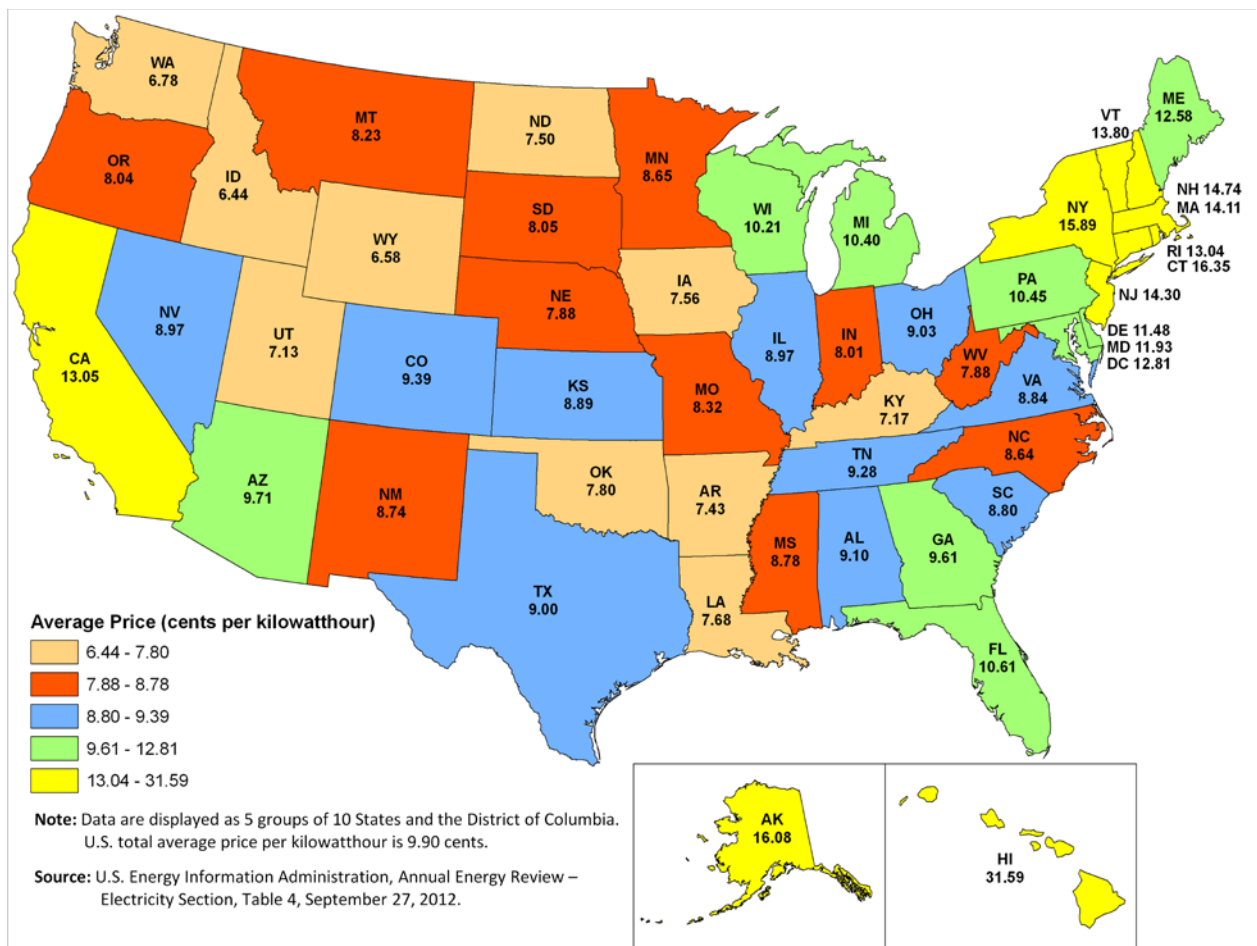 WA
6.78
MT
8.23
ND
7.50
MN
8.65
VT
13.80
ME
12.58
OR
8.04
ID
6.44
SD
8.05
WI
10.21
MI
10.40
NY
15.89
NH 14.74
MA 14.11
RI 13.04
CT 16.35
WY
6.58
IA
7.56
PA
10.45
NJ 14.30
NE
7.88
NV
8.97
UT
7.13
CO
9.39
IL
8.97
IN
8.01
OH
9.03
WV
7.88
DE 11.48
MD 11.93
DC 12.81
CA
13.05
KS
8.89
MO
8.32
KY
7.17
VA
8.84
AZ
9.71
NM
8.74
OK
7.80
AR
7.43
TN
9.28
NC
8.64
SC
8.80
TX
9.00
LA
7.68
MS
8.78
AL
9.10
GA
9.61
FL
10.61
Average Price (cents per kilowatthour)
6.44 - 7.80
7.88 - 8.78
8.80 - 9.39
9.61 - 12.81
13.04 - 31.59
Note: Data are displayed as 5 groups of 10 States and the District of Columbia.
U.S. total average price per kilowatthour is 9.90 cents.
Source: U.S. Energy Information Administration, Annual Energy Review –
Electricity Section, Table 4, September 27, 2012.
AK
16.08
HI
31.59